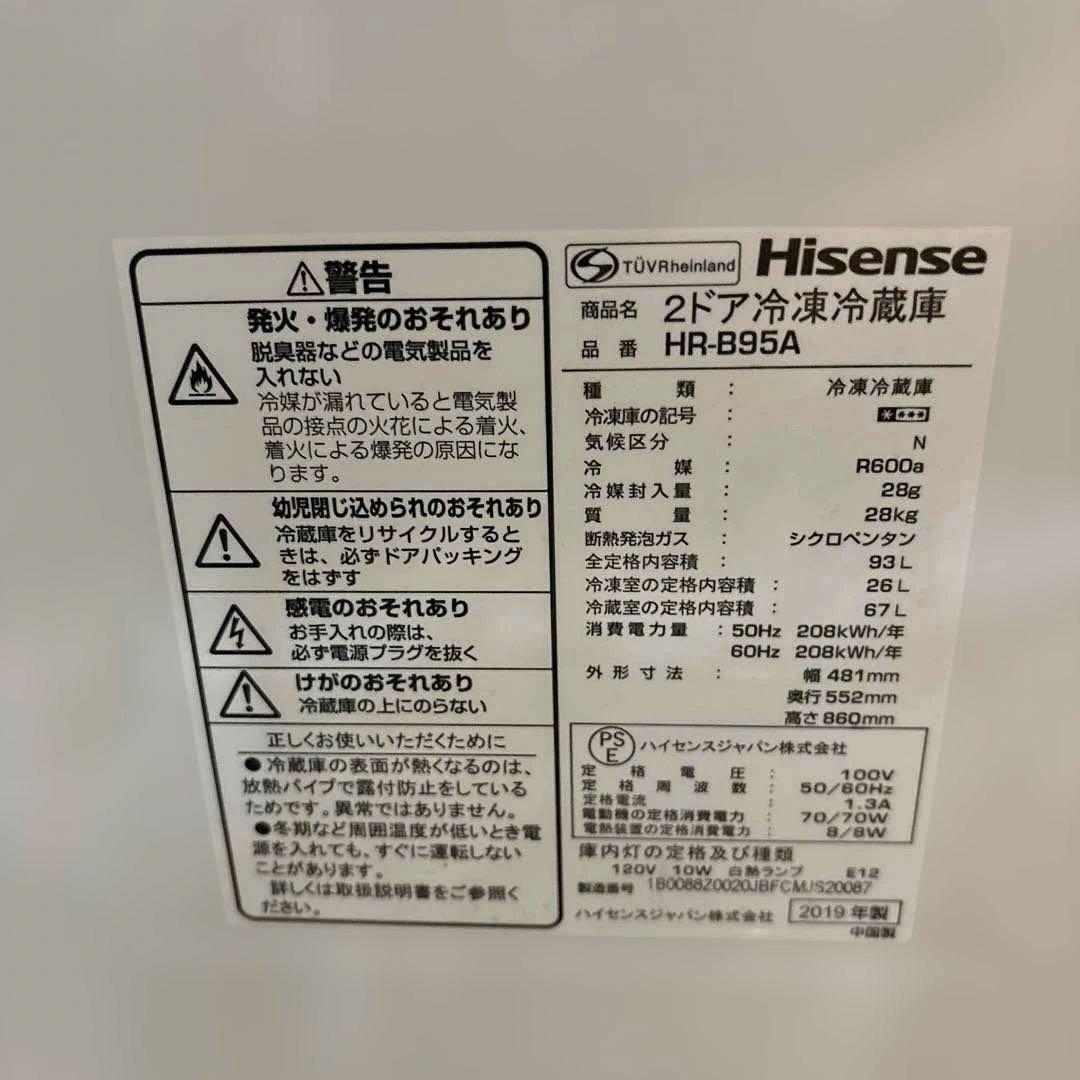 警告
発火・爆発のおそれあり
脱臭器などの電気製品を
入れない
冷媒が漏れていると電気製
品の接点の火花による着火、
着火による爆発の原因にな
ります。
幼児閉じ込められのおそれあり
冷蔵庫をリサイクルすると
きは、必ずドアパッキング
をはずす
感電のおそれあり
お手入れの際は、
必ず電源プラグを抜く
けがのおそれあり
冷蔵庫の上にのらない
正しくお使いいただくために
●冷蔵庫の表面が熱くなるのは、
放熱パイプで露付防止をしている
ためです。異常ではありません。
●冬期など周囲温度が低いとき電
源を入れても、すぐに運転しない
ことがあります。
詳しくは取扱説明書をご参照く
ださい。
TÜVRheinland Hisense
商品名 2ドア冷凍冷蔵庫
品番 HR-B95A
種類 : 冷凍冷蔵庫
冷凍庫の記号 : ****
気候区分 : N
冷媒 : R600a
冷媒封入量 : 28g
質量 : 28kg
断熱発泡ガス : シクロペンタン
全定格内容積 : 93L
冷凍室の定格内容積 : 26L
冷蔵室の定格内容積 : 67L
消費電力量 : 50Hz 208kWh/年
60Hz 208kWh/年
外形寸法 : 幅 481mm
奥行 552mm
高さ 860mm
PSE ハイセンスジャパン株式会社
定格電圧 : 100V
定格周波数 : 50/60Hz
定格電流 : 1.3A
電動機の定格消費電力 : 70/70W
電熱装置の定格消費電力 : 8/8W
庫内灯の定格及び種類
120V 10W 白熱ランプ E12
製造番号 1B0088Z0020JBFCMJS20087
ハイセンスジャパン株式会社 2019年製
中国製